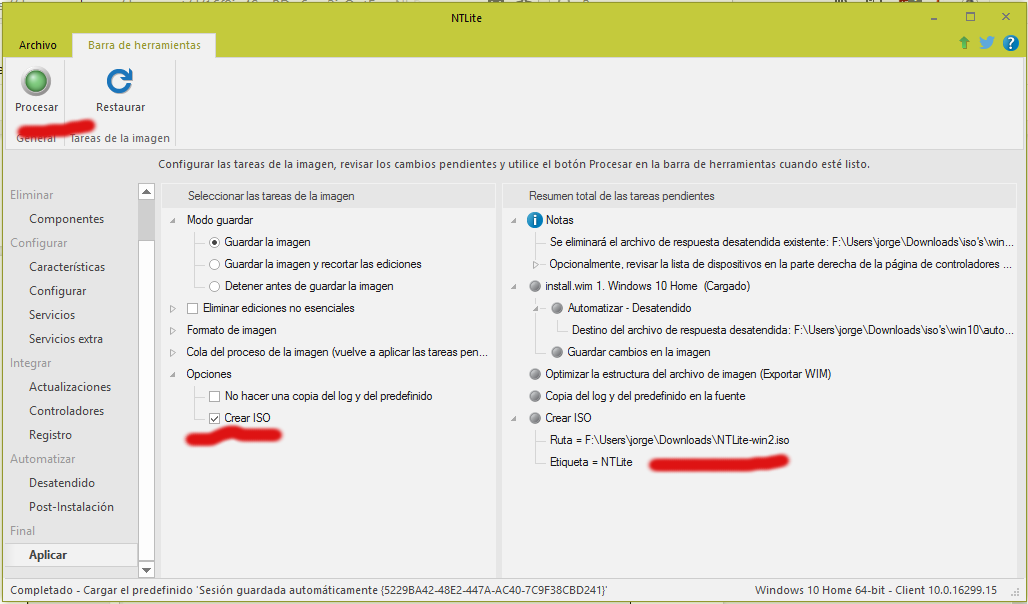 NTLite
Archivo
Barra de herramientas
Procesar
Restaurar
General
Tareas de la imagen
Configurar las tareas de la imagen, revisar los cambios pendientes y utilice el botón Procesar en la barra de herramientas cuando esté listo.
Eliminar
Componentes
Configurar
Características
Configurar
Servicios
Servicios extra
Integrar
Actualizaciones
Controladores
Registro
Automatizar
Desatendido
Post-Instalación
Final
Aplicar
Seleccionar las tareas de la imagen
Modo guardar
Guardar la imagen
Guardar la imagen y recortar las ediciones
Detener antes de guardar la imagen
Eliminar ediciones no esenciales
Formato de imagen
Cola del proceso de la imagen (vuelve a aplicar las tareas pen...
Opciones
No hacer una copia del log y del predefinido
Crear ISO
Resumen total de las tareas pendientes
Notas
Se eliminará el archivo de respuesta desatendida existente: F:\Users\jorge\Downloads\iso's\win...
Opcionalmente, revisar la lista de dispositivos en la parte derecha de la página de controladores ...
install.wim 1. Windows 10 Home (Cargado)
Automatizar - Desatendido
Destino del archivo de respuesta desatendida: F:\Users\jorge\Downloads\iso's\win10\auto...
Guardar cambios en la imagen
Optimizar la estructura del archivo de imagen (Exportar WIM)
Copia del log y del predefinido en la fuente
Crear ISO
Ruta = F:\Users\jorge\Downloads\NTLite-win2.iso
Etiqueta = NTLite
Completado - Cargar el predefinido 'Sesión guardada automáticamente {5229BA42-48E2-447A-AC40-7C9F38CBD241}'
Windows 10 Home 64-bit - Client 10.0.16299.15